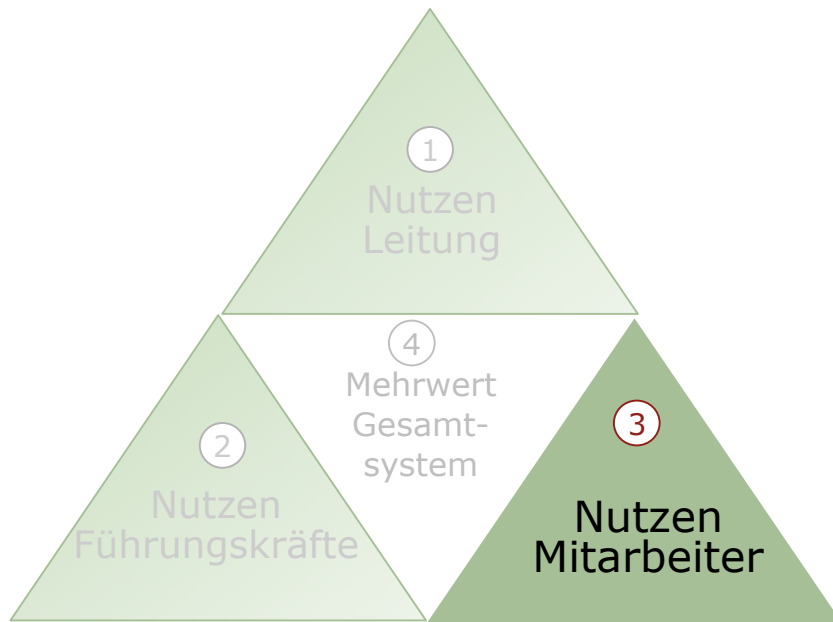 1
Nutzen
Leitung
4
Mehrwert
Gesamt-
system
2
Nutzen
Führungskräfte
3
Nutzen
Mitarbeiter